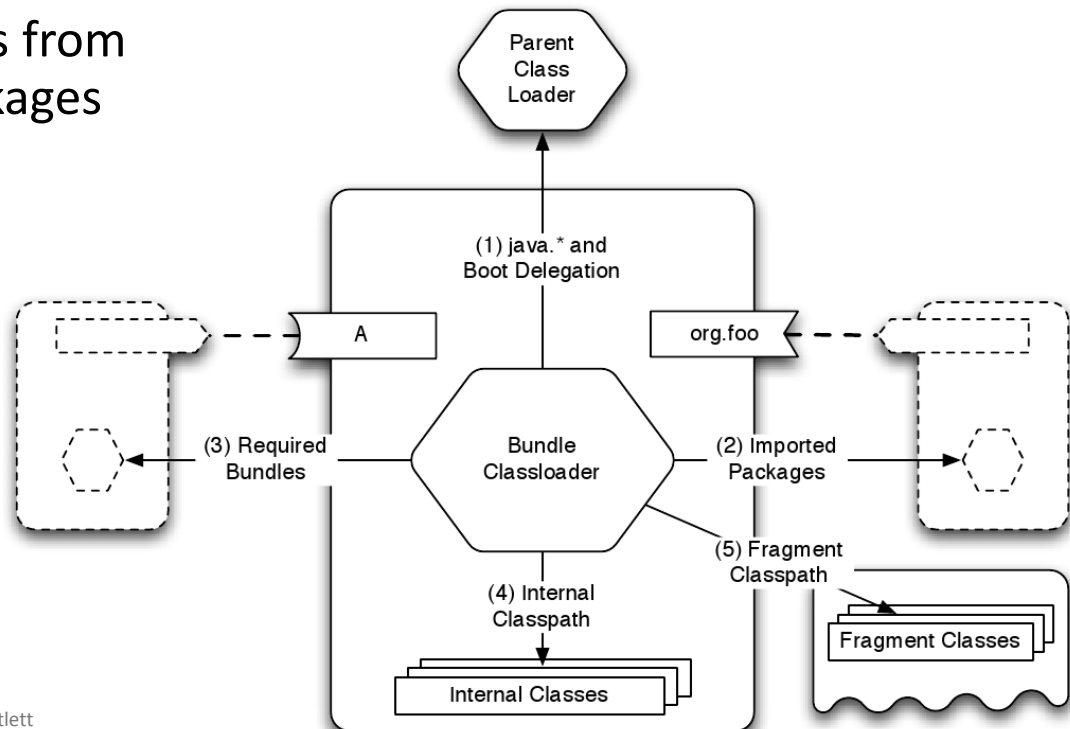 s from
kages
Parent
Class
Loader
(1) java.* and
Boot Delegation
A
org.foo
(3) Required
Bundles
Bundle
Classloader
(2) Imported
Packages
(5) Fragment
Classpath
(4) Internal
Classpath
Fragment Classes
Internal Classes
tlett